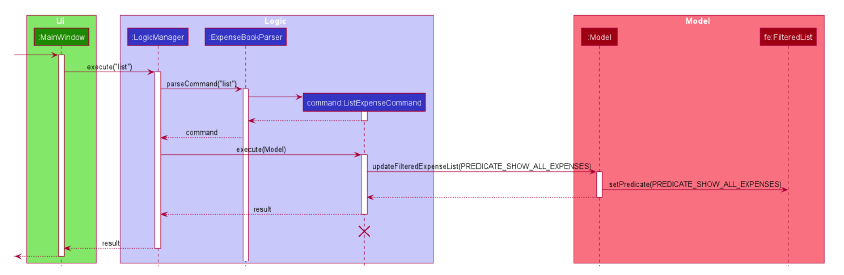 Ui
Logic
Model
:MainWindow
:LogicManager
:ExpenseBookParser
:Model
fe:FilteredList
execute("list")
parseCommand("list")
command:ListExpenseCommand
command
execute(Model)
updateFilteredExpenseList(PREDICATE_SHOW_ALL_EXPENSES)
setPredicate(PREDICATE_SHOW_ALL_EXPENSES)
result
result